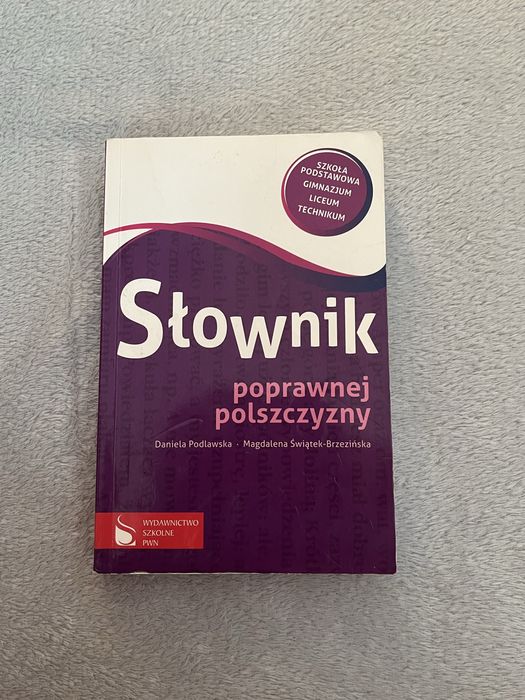 SZKOŁA
PODSTAWOWA
GIMNAZJUM
LICEUM
TECHNIKUM
Słownik
poprawnej
polszczyzny
Daniela Podlawska · Magdalena Świątek-Brzezińska
WYDAWNICTWO
SZKOLNE
PWN